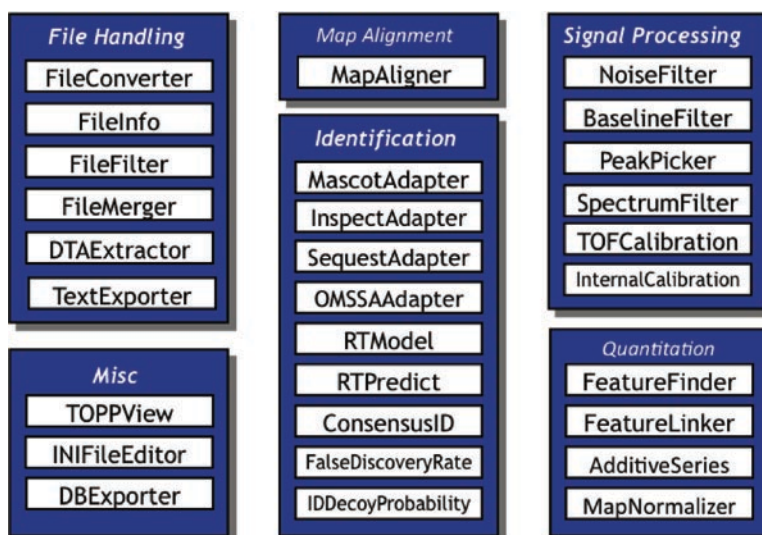 File Handling
FileConverter
FileInfo
FileFilter
FileMerger
DTAExtractor
TextExporter
Misc
TOPPView
INIFileEditor
DBExporter
Map Alignment
MapAligner
Identification
MascotAdapter
InspectAdapter
SequestAdapter
OMSSAAdapter
RTModel
RTPredict
ConsensusID
FalseDiscoveryRate
IDDecoyProbability
Signal Processing
NoiseFilter
BaselineFilter
PeakPicker
SpectrumFilter
TOFCalibration
InternalCalibration
Quantitation
FeatureFinder
FeatureLinker
AdditiveSeries
MapNormalizer